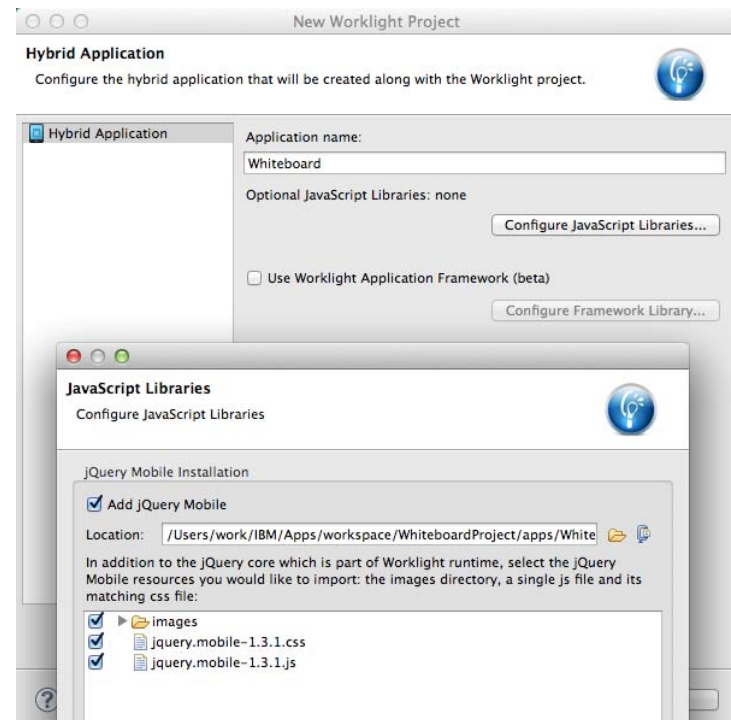 New Worklight Project
Hybrid Application
Configure the hybrid application that will be created along with the Worklight project.
Hybrid Application
Application name:
Whiteboard
Optional JavaScript Libraries: none
Configure JavaScript Libraries...
Use Worklight Application Framework (beta)
Configure Framework Library...
JavaScript Libraries
Configure JavaScript Libraries
jQuery Mobile Installation
Add jQuery Mobile
Location: /Users/work/IBM/Apps/workspace/WhiteboardProject/apps/White
In addition to the jQuery core which is part of Worklight runtime, select the jQuery
Mobile resources you would like to import: the images directory, a single js file and its
matching css file:
images
jquery.mobile-1.3.1.css
jquery.mobile-1.3.1.js
?